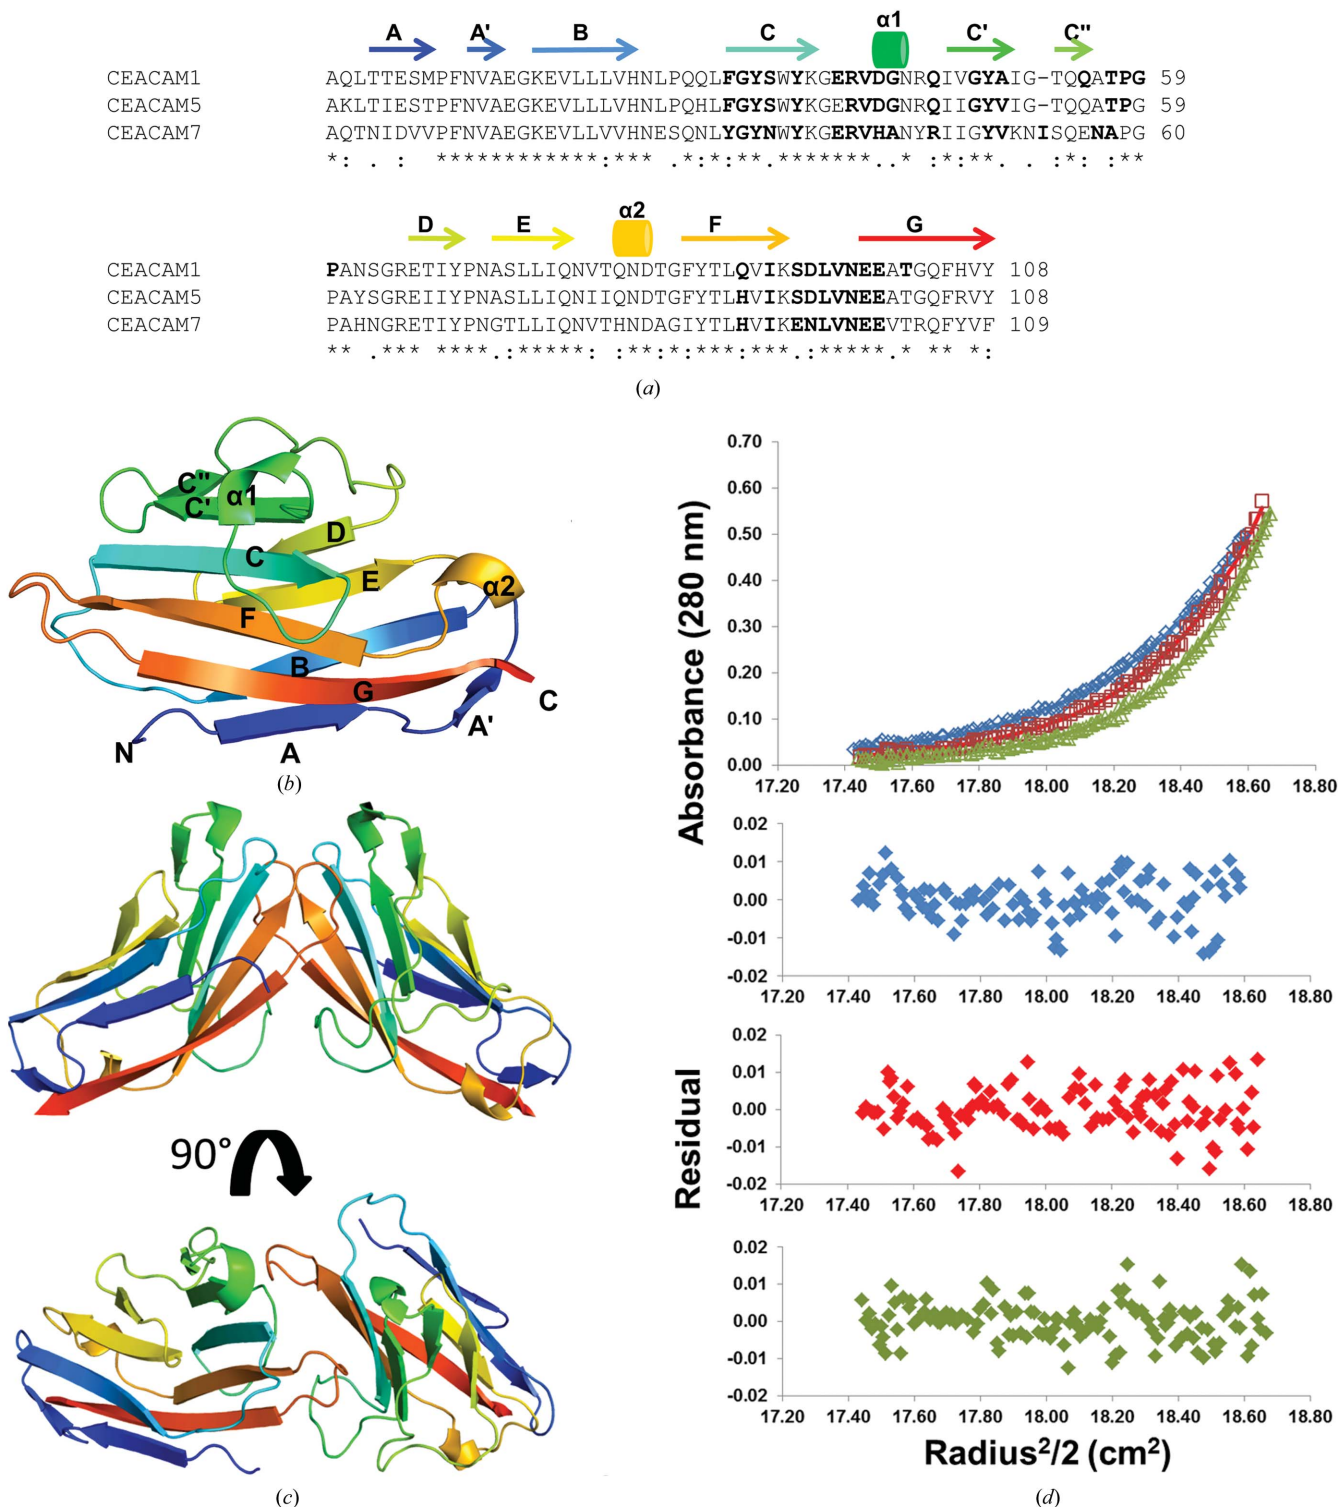 A A' B C α1 C' C"
CEACAM1 AQLTTESMPFNVAEGKEVLLLVHNLPQQLFGYSWYKGERVDGNRQIVGYAIG-TQQATPG 59
CEACAM5 AKLTIESTPFNVAEGKEVLLLVHNLPQHLFGYSWYKGERVDGNRQIIGYVIG-TQQATPG 59
CEACAM7 AQTNIDVVPFNVAEGKEVLLVVHNESQNLYGYNWYKGERVHANYRIIGYVKNISQENAPG 60
*: . : ************:*** .*:*:**.*******..* :*:**. . :*: :**
D E α2 F G
CEACAM1 PANSGRETIYPNASLLIQNVTQNDTGFYTLQVIKSDLVNEEATGQFHVY 108
CEACAM5 PAYSGREIIYPNASLLIQNIIQNDTGFYTLHVIKSDLVNEEATGQFRVY 108
CEACAM7 PAHNGRETIYPNGTLLIQNVTHNDAGIYTLHVIKENLVNEEVTRQFYVF 109
** .*** ****.:*****: :**:*:***:***.:*****.* ** *:
(a)
C"
C' α1
D
C
E
α2
F
B
G
C
A'
N
A
(b)
90°
(c)
Absorbance (280 nm)
0.70
0.60
0.50
0.40
0.30
0.20
0.10
0.00
17.20 17.40 17.60 17.80 18.00 18.20 18.40 18.60 18.80
Residual
0.02
0.01
0.00
-0.01
-0.02
17.20 17.40 17.60 17.80 18.00 18.20 18.40 18.60 18.80
0.02
0.01
0.00
-0.01
-0.02
17.20 17.40 17.60 17.80 18.00 18.20 18.40 18.60 18.80
0.02
0.01
0.00
-0.01
-0.02
17.20 17.40 17.60 17.80 18.00 18.20 18.40 18.60 18.80
Radius²/2 (cm²)
(d)